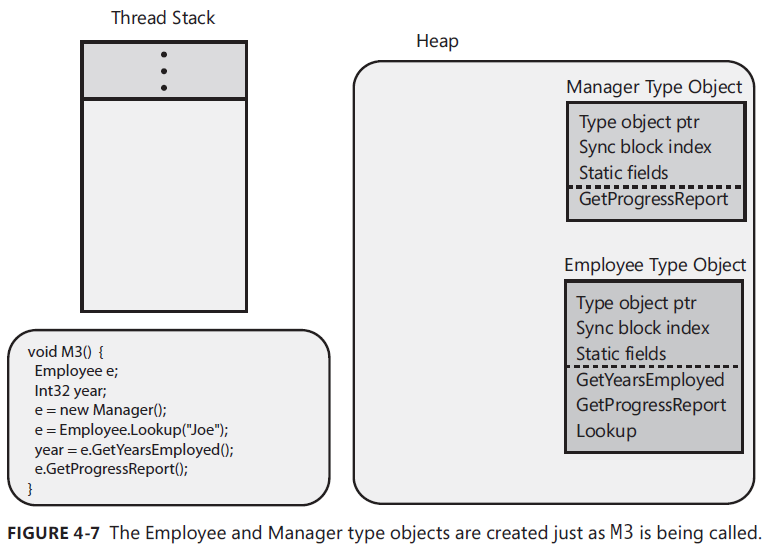 Thread Stack
Heap
Manager Type Object
Type object ptr
Sync block index
Static fields
GetProgressReport
Employee Type Object
Type object ptr
Sync block index
Static fields
GetYearsEmployed
GetProgressReport
Lookup
void M3() {
Employee e;
Int32 year;
e = new Manager();
e = Employee.Lookup("Joe");
year = e.GetYearsEmployed();
e.GetProgressReport();
}
FIGURE 4-7 The Employee and Manager type objects are created just as M3 is being called.